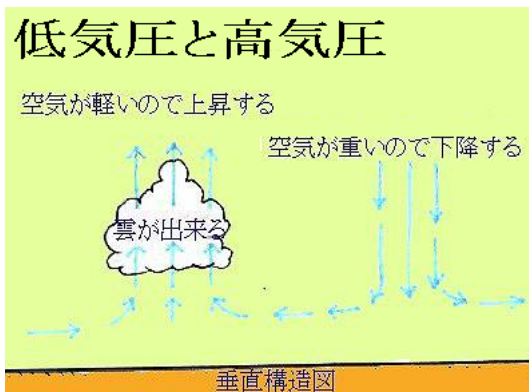 低気圧と高気圧
空気が軽いので上昇する
空気が重いので下降する
雲が出来る
垂直構造図